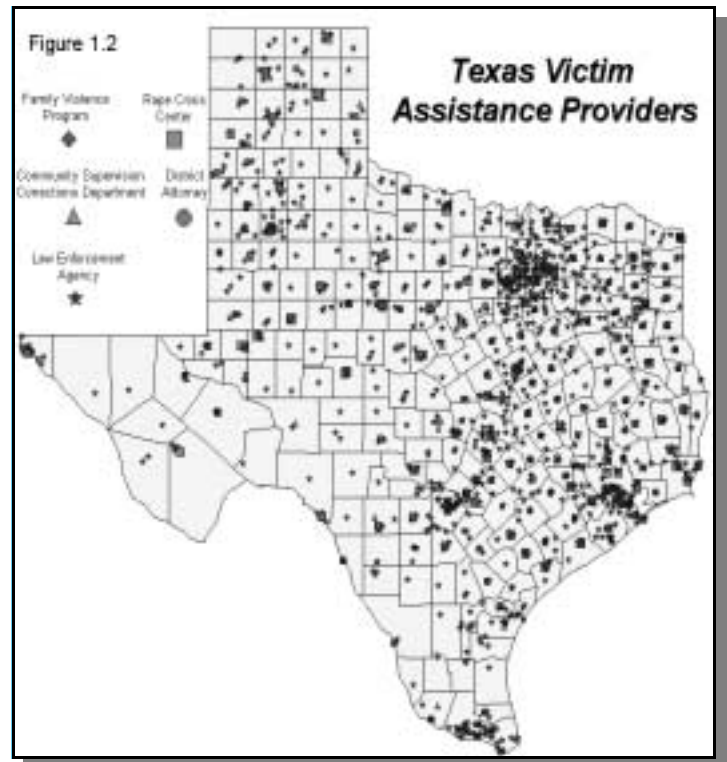 Figure 1.2
Texas Victim
Assistance Providers
Family Violence
Program
Rape Crisis
Center
Community Supervision
Corrections Department
District
Attorney
Law Enforcement
Agency